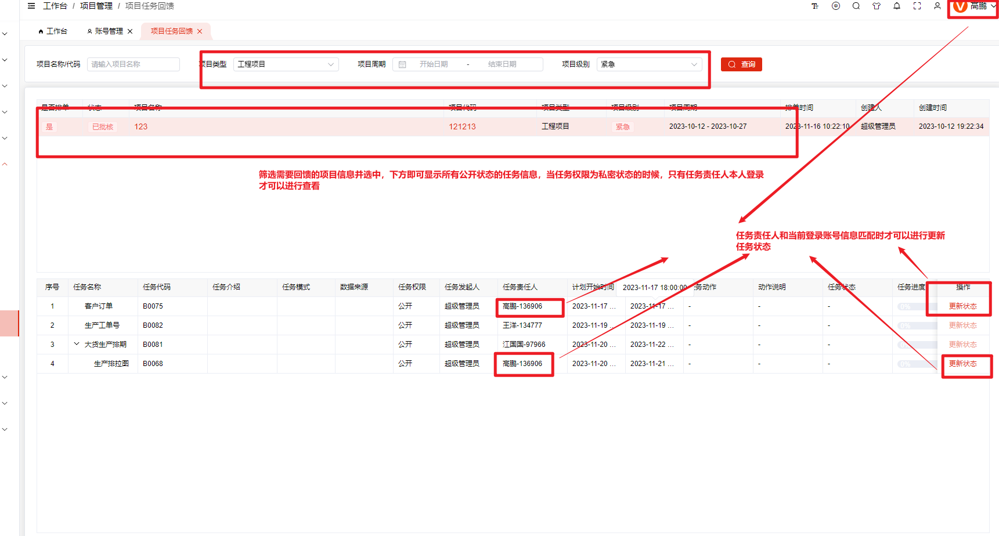 工作台 / 项目管理 / 项目任务回馈
高鹏
工作台 账号管理 项目任务回馈
项目名称/代码 请输入项目名称 项目类型 工程项目 项目周期 开始日期 - 结束日期 项目级别 紧急 查询
是否排单 状态 项目名称 项目代码 项目类型 项目级别 项目周期 排单时间 创建人 创建时间
是 已批核 123 121213 工程项目 紧急 2023-10-12 - 2023-10-27 2023-11-16 10:22:10 超级管理员 2023-10-12 19:22:34
筛选需要回馈的项目信息并选中，下方即可显示所有公开状态的任务信息，当任务权限为私密状态的时候，只有任务责任人本人登录
才可以进行查看
任务责任人和当前登录账号信息匹配时才可以进行更新
任务状态
序号 任务名称 任务代码 任务介绍 任务模式 数据来源 任务权限 任务发起人 任务责任人 计划开始时间 2023-11-17 18:00:00 务动作 动作说明 任务状态 任务进度 操作
1 客户订单 B0075 公开 超级管理员 高鹏-136906 2023-11-17 ... 2023-11-17 ... - - - 0% 更新状态
2 生产工单号 B0082 公开 超级管理员 王洋-134777 2023-11-19 ... 2023-11-19 ... - - - 0% 更新状态
3 大货生产排期 B0081 公开 超级管理员 江国国-97966 2023-11-20 ... 2023-11-22 ... - - - 0% 更新状态
4 生产排拉图 B0068 公开 超级管理员 高鹏-136906 2023-11-20 ... 2023-11-21 ... - - - 0% 更新状态